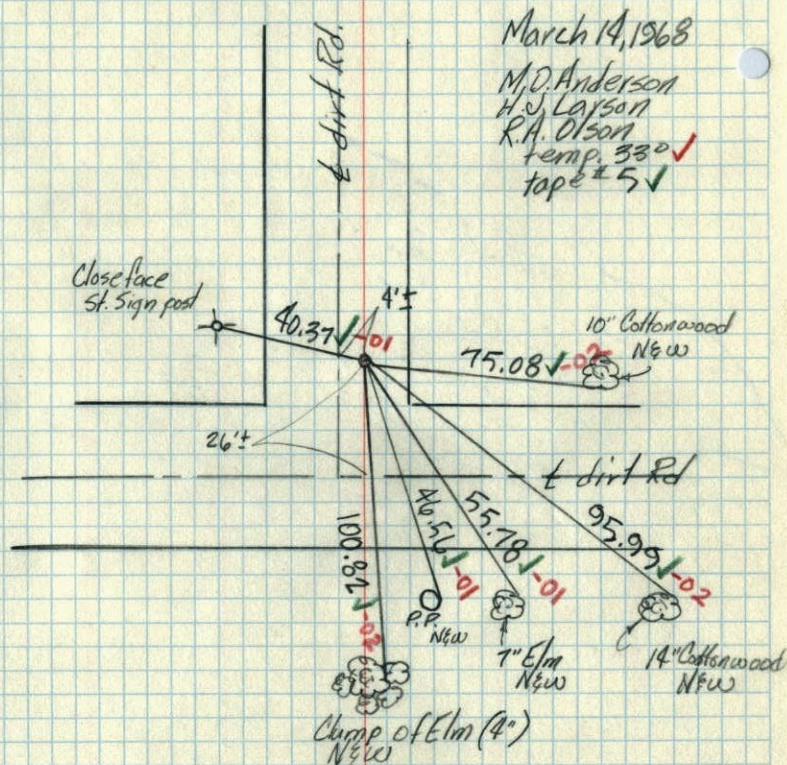 March 14, 1968
M.O. Anderson
H.J. Larson
R.A. Olson
temp. 33° ✓
tape # 5 ✓
℄ dirt Rd.
Close face
St. Sign post
40.37 ✓ -01
4'±
10" Cottonwood
N&W
75.08 ✓ -02
26'±
℄ dirt Rd
100.82 ✓ -02
46.56 ✓ -01
55.78 ✓ -01
95.99 ✓ -02
P.P.
N&W
7" Elm
N&W
14" Cottonwood
N&W
Clump of Elm (4")
N&W